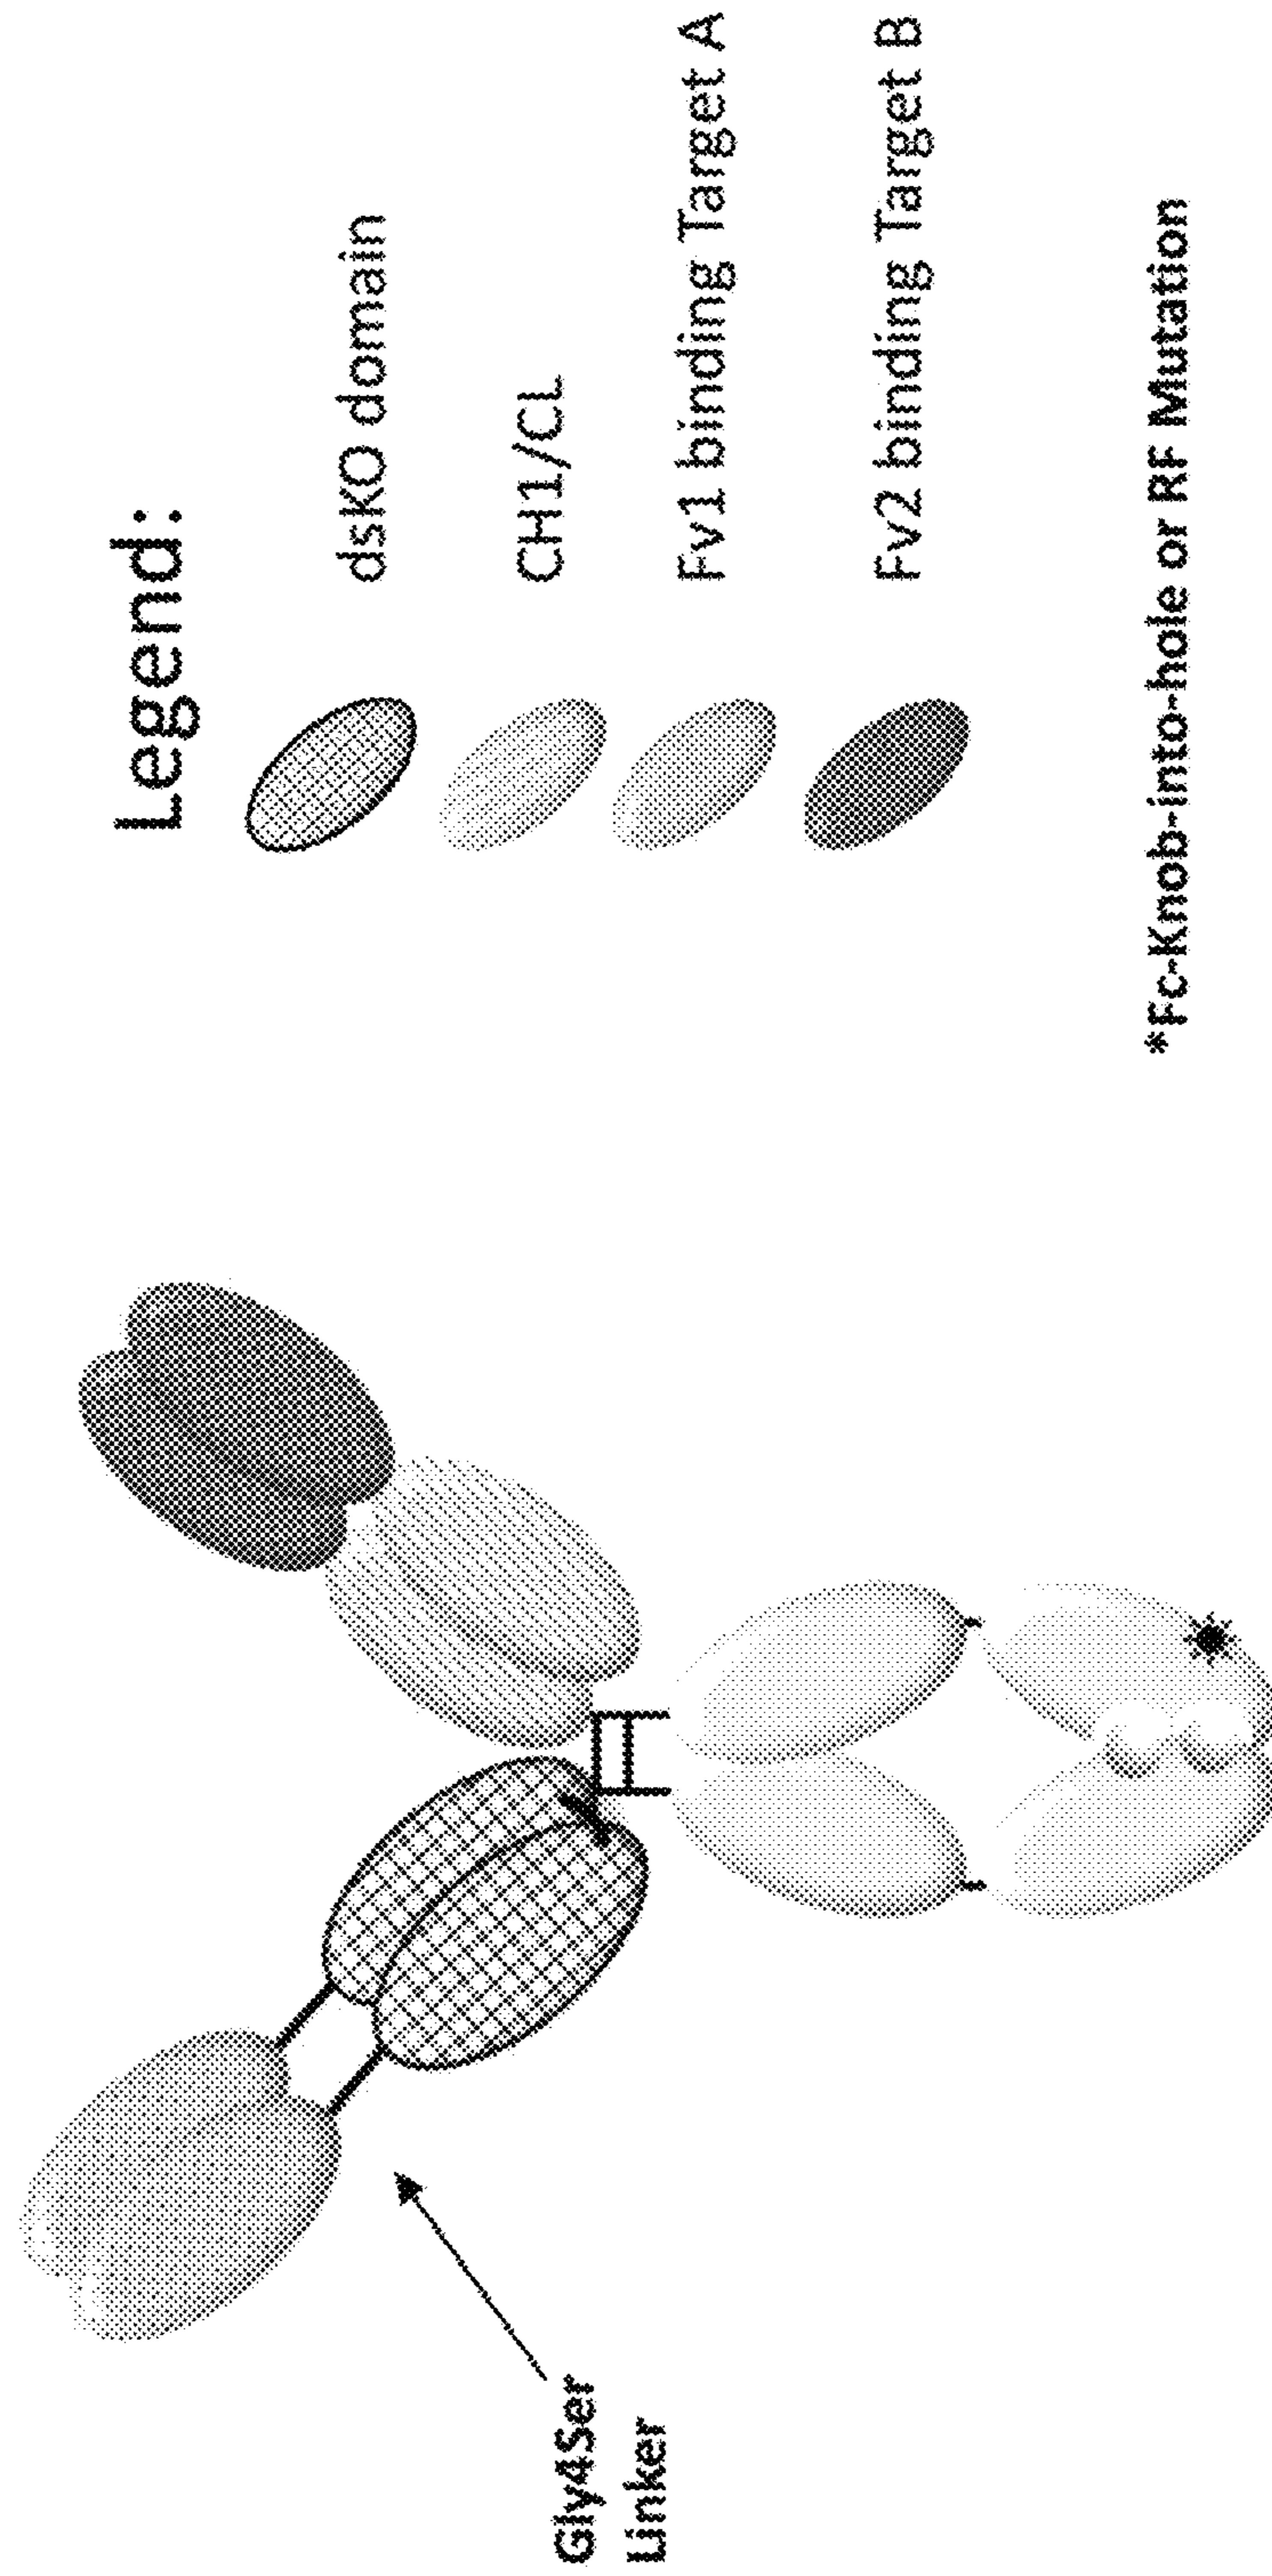 Legend:
dsKO domain
CH1/CL
Fv1 binding Target A
Fv2 binding Target B
*Fc-Knob-into-hole or RF Mutation
Gly4Ser
Linker